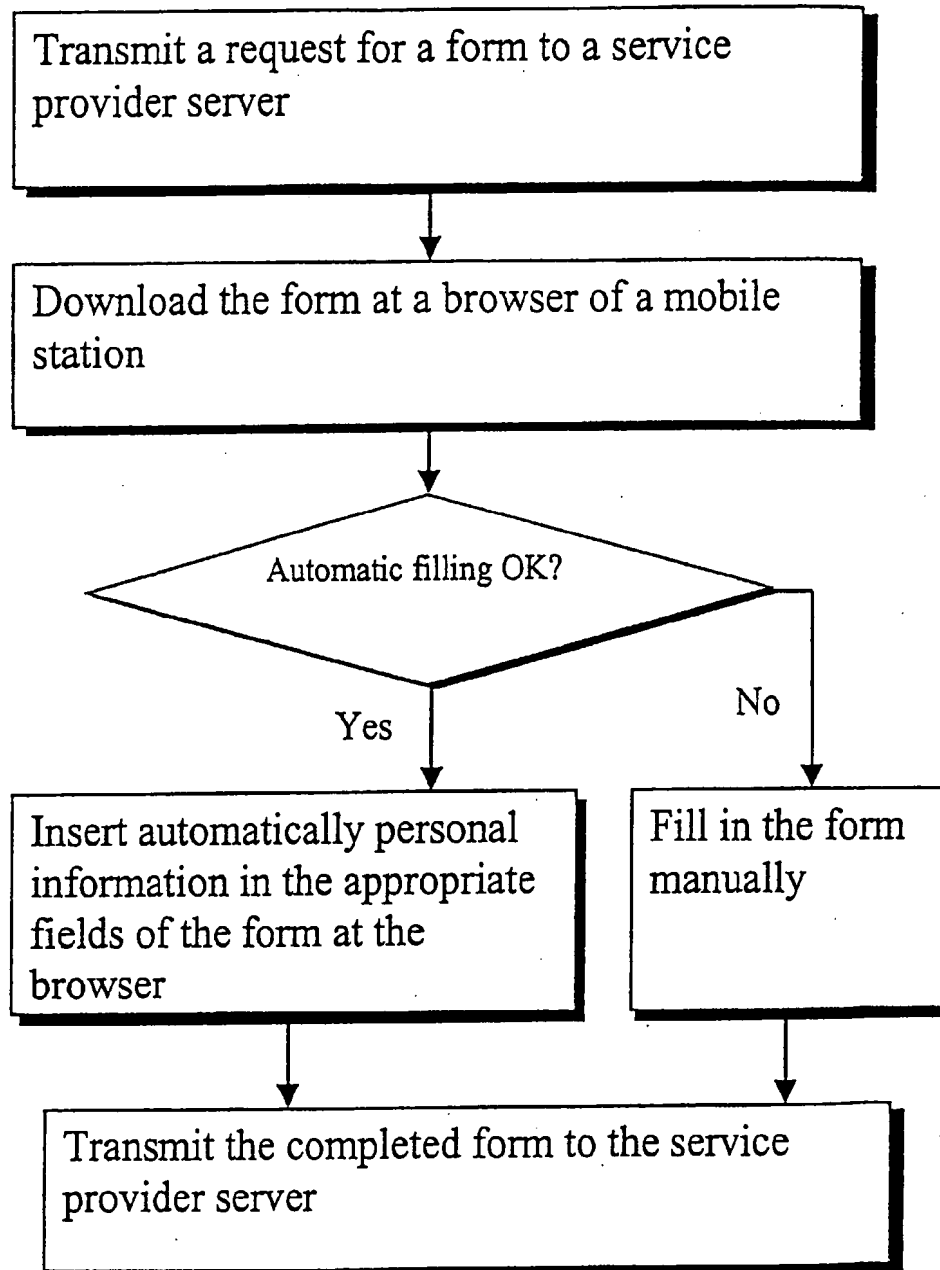 Transmit a request for a form to a service
provider server
Download the form at a browser of a mobile
station
Automatic filling OK?
Yes
No
Insert automatically personal
information in the appropriate
fields of the form at the
browser
Fill in the form
manually
Transmit the completed form to the service
provider server